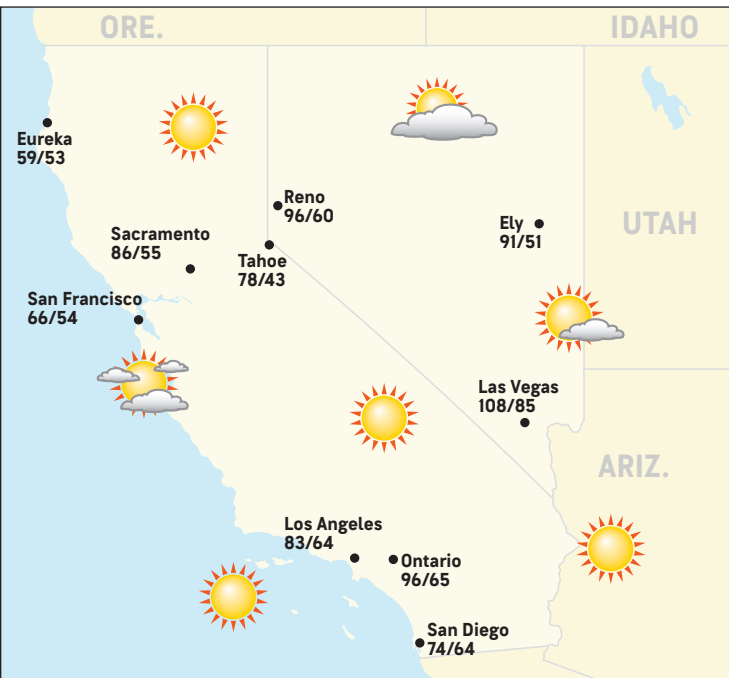 ORE.
IDAHO
Eureka
59/53
Reno
96/60
Ely
91/51
UTAH
Sacramento
86/55
Tahoe
78/43
San Francisco
66/54
Las Vegas
108/85
ARIZ.
Los Angeles
83/64
Ontario
96/65
San Diego
74/64